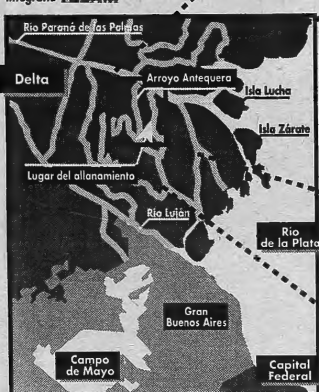 Infografía
Río Paraná de las Palmas
Delta
Arroyo Antequera
Isla Lucha
Isla Zárate
Lugar del allanamiento
Río Luján
Río
de la Plata
Gran
Buenos Aires
Campo
de Mayo
Capital
Federal